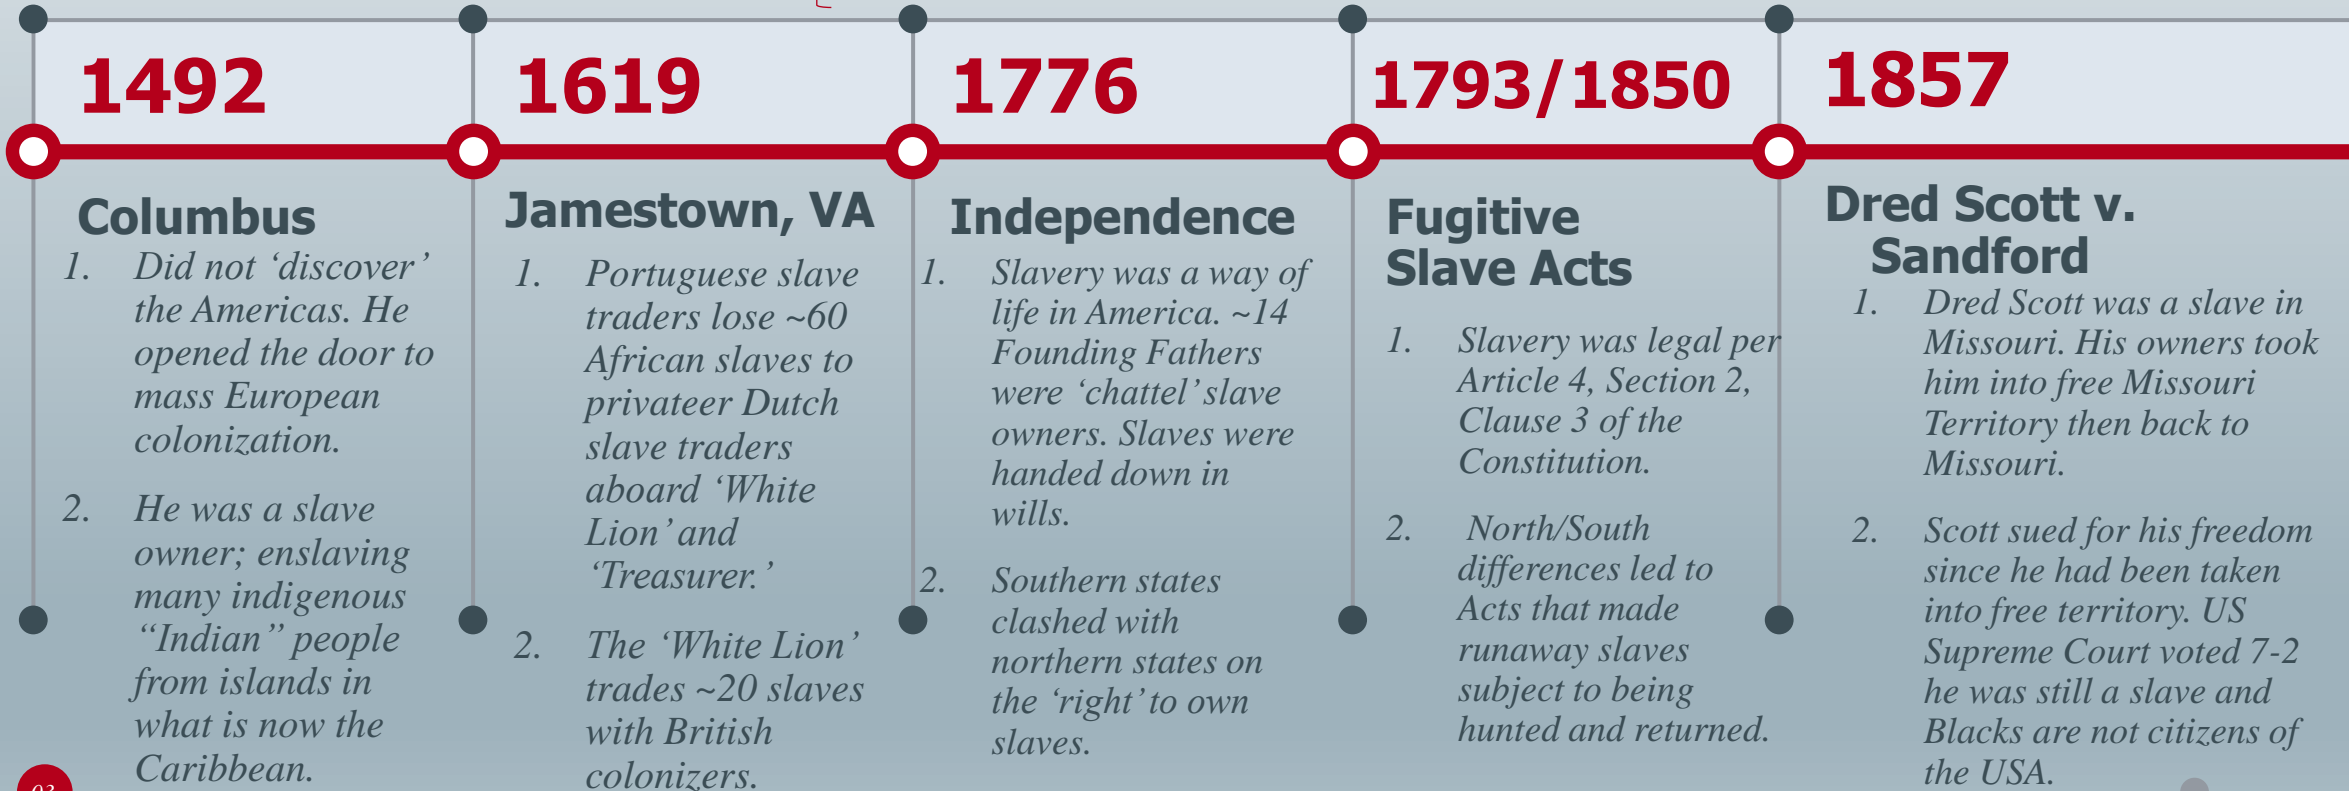 1492
Columbus
1. Did not ‘discover’
the Americas. He
opened the door to
mass European
colonization.
2. He was a slave
owner; enslaving
many indigenous
“Indian” people
from islands in
what is now the
Caribbean.
1619
Jamestown, VA
1. Portuguese slave
traders lose ~60
African slaves to
privateer Dutch
slave traders
aboard ‘White
Lion’ and
‘Treasurer.’
2. The ‘White Lion’
trades ~20 slaves
with British
colonizers.
1776
Independence
1. Slavery was a way of
life in America. ~14
Founding Fathers
were ‘chattel’ slave
owners. Slaves were
handed down in
wills.
2. Southern states
clashed with
northern states on
the ‘right’ to own
slaves.
1793/1850
Fugitive
Slave Acts
1. Slavery was legal per
Article 4, Section 2,
Clause 3 of the
Constitution.
2. North/South
differences led to
Acts that made
runaway slaves
subject to being
hunted and returned.
1857
Dred Scott v.
Sandford
1. Dred Scott was a slave in
Missouri. His owners took
him into free Missouri
Territory then back to
Missouri.
2. Scott sued for his freedom
since he had been taken
into free territory. US
Supreme Court voted 7-2
he was still a slave and
Blacks are not citizens of
the USA.